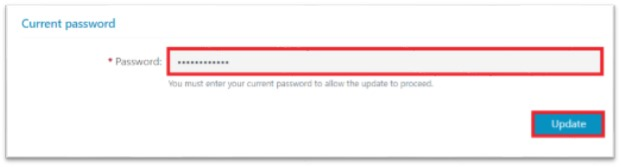 Current password
* Password: ••••••••••••
You must enter your current password to allow the update to proceed.
Update